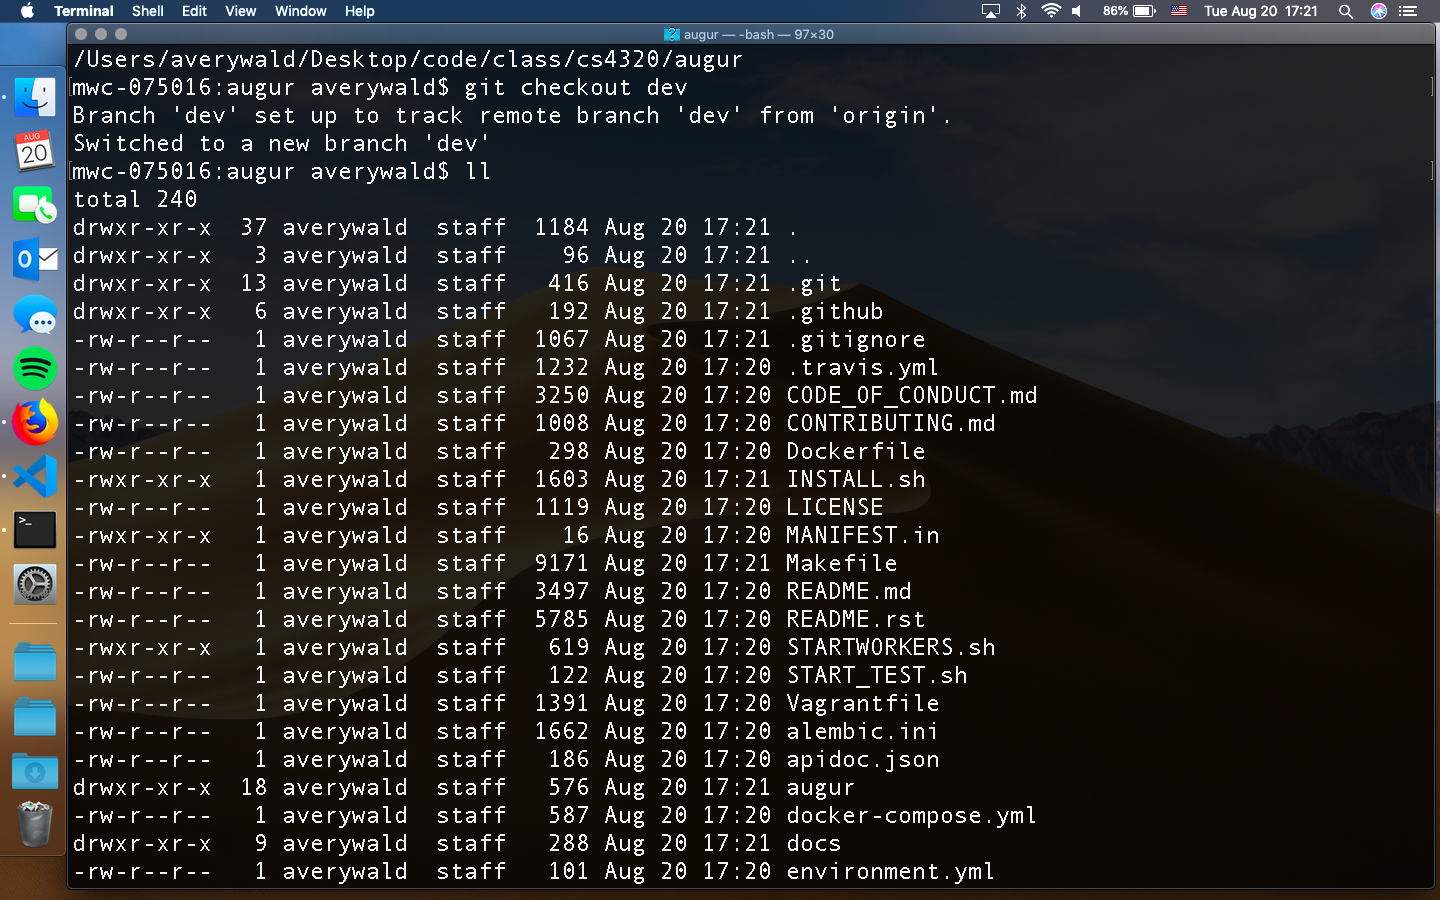 Terminal Shell Edit View Window Help 86% Tue Aug 20 17:21
augur — -bash — 97×30
/Users/averywald/Desktop/code/class/cs4320/augur
[mwc-075016:augur averywald$ git checkout dev ]
Branch 'dev' set up to track remote branch 'dev' from 'origin'.
Switched to a new branch 'dev'
[mwc-075016:augur averywald$ ll ]
total 240
drwxr-xr-x  37 averywald  staff  1184 Aug 20 17:21 .
drwxr-xr-x   3 averywald  staff    96 Aug 20 17:21 ..
drwxr-xr-x  13 averywald  staff   416 Aug 20 17:21 .git
drwxr-xr-x   6 averywald  staff   192 Aug 20 17:21 .github
-rw-r--r--   1 averywald  staff  1067 Aug 20 17:21 .gitignore
-rw-r--r--   1 averywald  staff  1232 Aug 20 17:20 .travis.yml
-rw-r--r--   1 averywald  staff  3250 Aug 20 17:20 CODE_OF_CONDUCT.md
-rw-r--r--   1 averywald  staff  1008 Aug 20 17:20 CONTRIBUTING.md
-rw-r--r--   1 averywald  staff   298 Aug 20 17:20 Dockerfile
-rwxr-xr-x   1 averywald  staff  1603 Aug 20 17:21 INSTALL.sh
-rw-r--r--   1 averywald  staff  1119 Aug 20 17:20 LICENSE
-rwxr-xr-x   1 averywald  staff    16 Aug 20 17:20 MANIFEST.in
-rw-r--r--   1 averywald  staff  9171 Aug 20 17:21 Makefile
-rw-r--r--   1 averywald  staff  3497 Aug 20 17:20 README.md
-rw-r--r--   1 averywald  staff  5785 Aug 20 17:20 README.rst
-rwxr-xr-x   1 averywald  staff   619 Aug 20 17:20 STARTWORKERS.sh
-rw-r--r--   1 averywald  staff   122 Aug 20 17:20 START_TEST.sh
-rw-r--r--   1 averywald  staff  1391 Aug 20 17:20 Vagrantfile
-rw-r--r--   1 averywald  staff  1662 Aug 20 17:20 alembic.ini
-rw-r--r--   1 averywald  staff   186 Aug 20 17:20 apidoc.json
drwxr-xr-x  18 averywald  staff   576 Aug 20 17:21 augur
-rw-r--r--   1 averywald  staff   587 Aug 20 17:20 docker-compose.yml
drwxr-xr-x   9 averywald  staff   288 Aug 20 17:21 docs
-rw-r--r--   1 averywald  staff   101 Aug 20 17:20 environment.yml
AUG
20